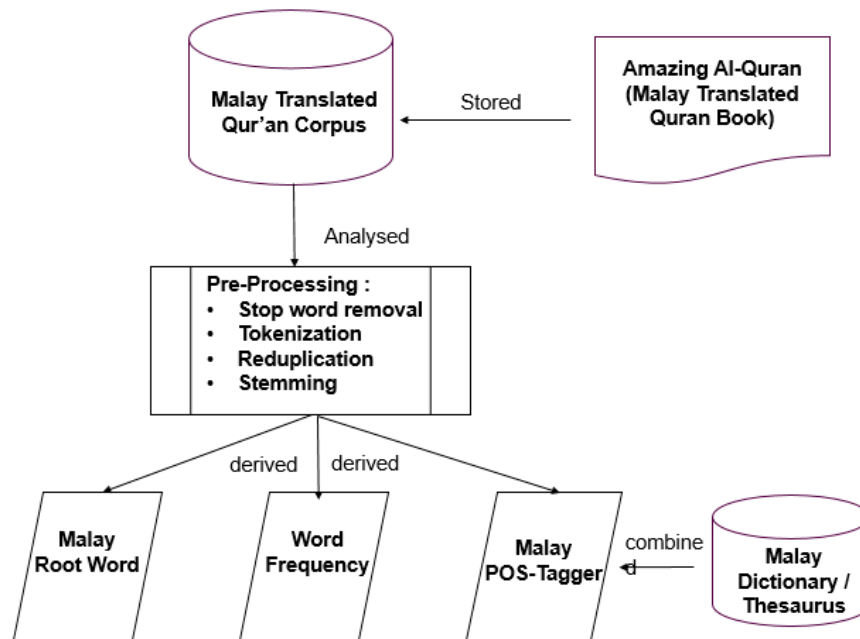 Malay Translated
Qur'an Corpus
Stored
Amazing Al-Quran
(Malay Translated
Quran Book)
Analysed
Pre-Processing :
• Stop word removal
• Tokenization
• Reduplication
• Stemming
derived
derived
Malay
Root Word
Word
Frequency
Malay
POS-Tagger
combine
d
Malay
Dictionary /
Thesaurus